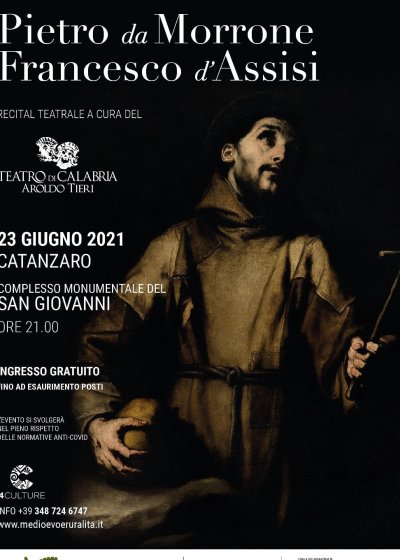 Pietro da Morrone
Francesco d'Assisi
RECITAL TEATRALE A CURA DEL
TEATRO DI CALABRIA
AROLDO TIERI
23 GIUGNO 2021
CATANZARO
COMPLESSO MONUMENTALE DEL
SAN GIOVANNI
ORE 21.00
INGRESSO GRATUITO
FINO AD ESAURIMENTO POSTI
L'EVENTO SI SVOLGERÀ
NEL PIENO RISPETTO
DELLE NORMATIVE ANTI-COVID
4CULTURE
INFO +39 348 724 6747
www.medioevoeruralita.it